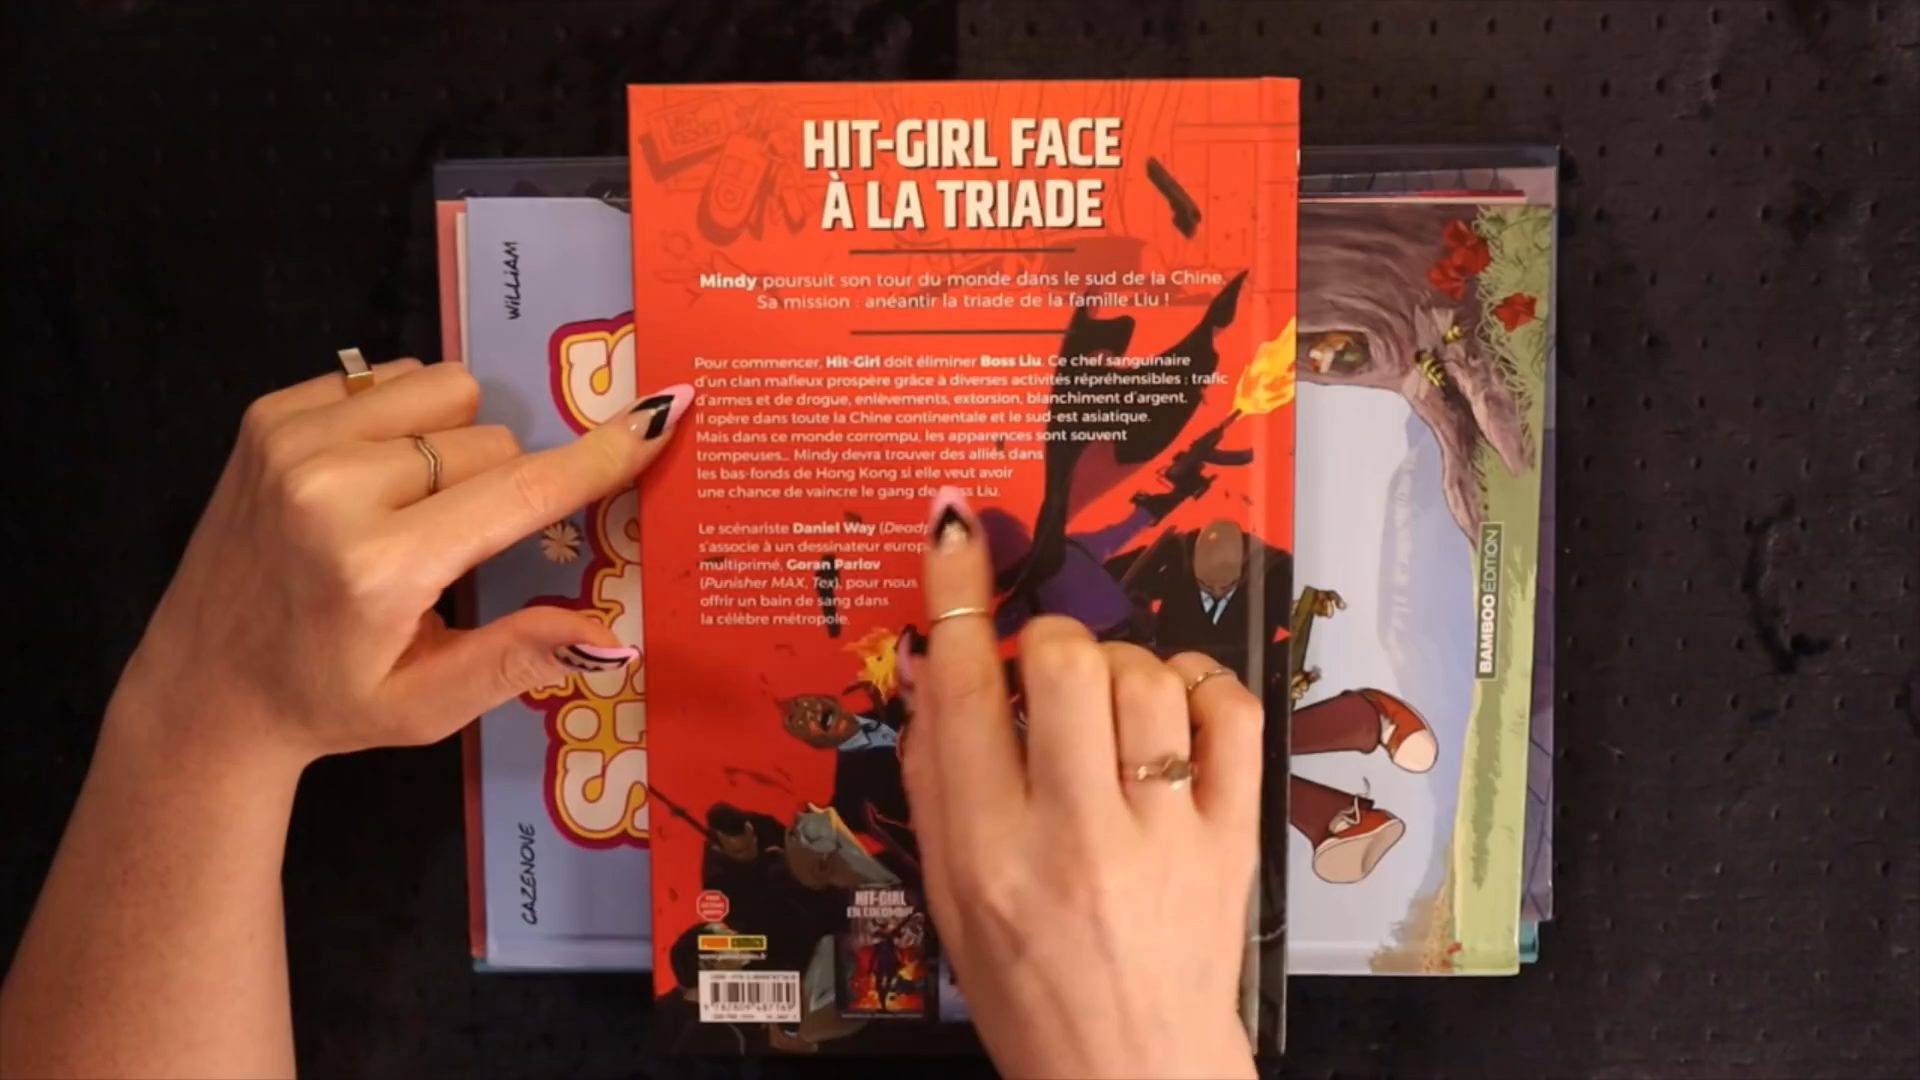 HIT-GIRL FACE
À LA TRIADE
Mindy poursuit son tour du monde dans le sud de la Chine.
Sa mission : anéantir la triade de la famille Liu !
Pour commencer, Hit-Girl doit éliminer Boss Liu. Ce chef sanguinaire
d'un clan mafieux prospère grâce à diverses activités répréhensibles : trafic
d'armes et de drogue, enlèvements, extorsion, blanchiment d'argent.
Il opère dans toute la Chine continentale et le sud-est asiatique.
Mais dans ce monde corrompu, les apparences sont souvent
trompeuses... Mindy devra trouver des alliés dans
les bas-fonds de Hong Kong si elle veut avoir
une chance de vaincre le gang de ss Liu.
Le scénariste Daniel Way (Deadp
s'associe à un dessinateur europ
multiprimé, Goran Parlov
(Punisher MAX, Tex), pour nous
offrir un bain de sang dans
la célèbre métropole.
HIT-GIRL
EN COLOMBIE
PANINI COMICS
WILLIAM
CAZENOVE
Sisters
BAMBOO ÉDITION